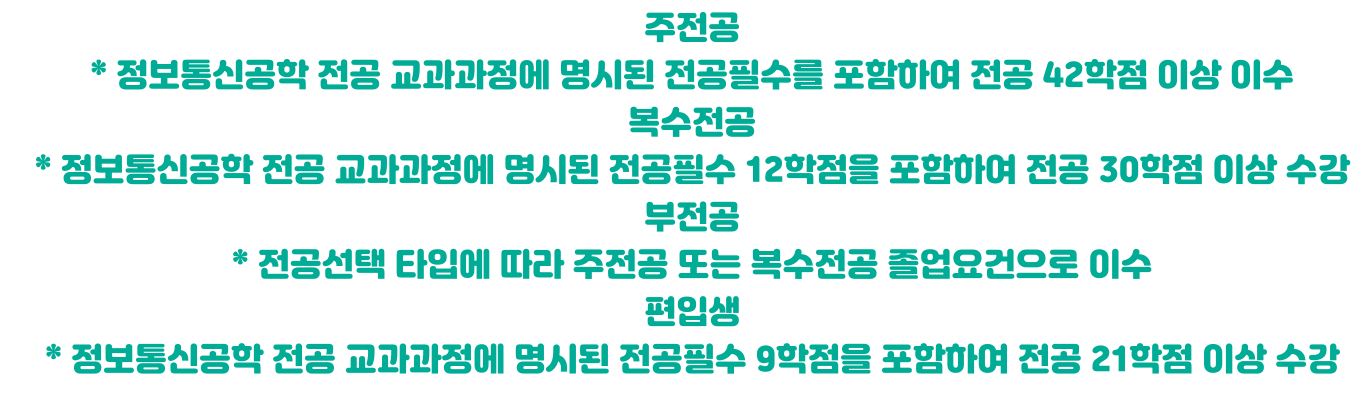 주전공
* 정보통신공학 전공 교과과정에 명시된 전공필수를 포함하여 전공 42학점 이상 이수
복수전공
* 정보통신공학 전공 교과과정에 명시된 전공필수 12학점을 포함하여 전공 30학점 이상 수강
부전공
* 전공선택 타입에 따라 주전공 또는 복수전공 졸업요건으로 이수
편입생
* 정보통신공학 전공 교과과정에 명시된 전공필수 9학점을 포함하여 전공 21학점 이상 수강